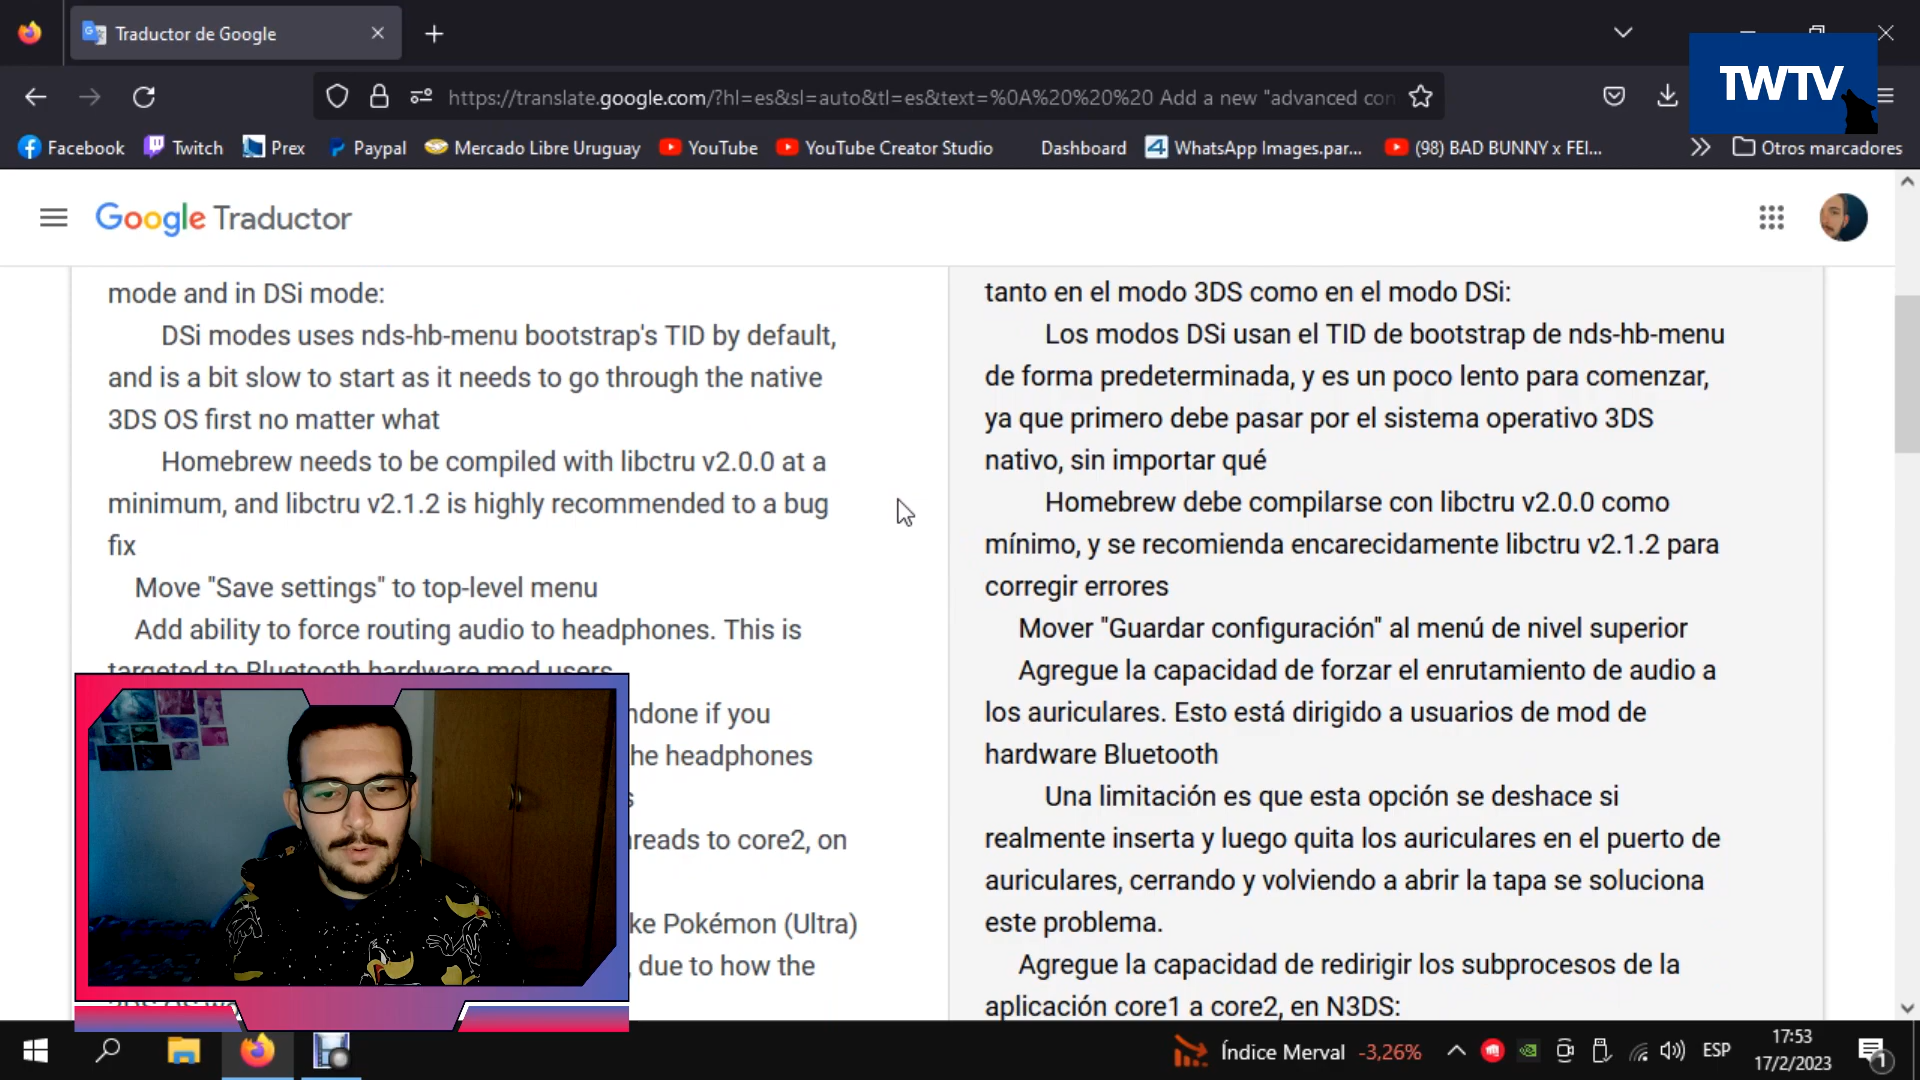 Traductor de Google
TWTV
https://translate.google.com/?hl=es&sl=auto&tl=es&text=%0A%20%20%20 Add a new "advanced con
Facebook
Twitch
Prex
Paypal
Mercado Libre Uruguay
YouTube
YouTube Creator Studio
Dashboard
WhatsApp Images.par...
(98) BAD BUNNY x FEI...
Otros marcadores
Google Traductor
mode and in DSi mode:
DSi modes uses nds-hb-menu bootstrap's TID by default,
and is a bit slow to start as it needs to go through the native
3DS OS first no matter what
Homebrew needs to be compiled with libctru v2.0.0 at a
minimum, and libctru v2.1.2 is highly recommended to a bug
fix
Move "Save settings" to top-level menu
Add ability to force routing audio to headphones. This is
targeted to Bluetooth hardware mod users
ndone if you
he headphones
s
reads to core2, on
ke Pokémon (Ultra)
, due to how the
3DS OS
tanto en el modo 3DS como en el modo DSi:
Los modos DSi usan el TID de bootstrap de nds-hb-menu
de forma predeterminada, y es un poco lento para comenzar,
ya que primero debe pasar por el sistema operativo 3DS
nativo, sin importar qué
Homebrew debe compilarse con libctru v2.0.0 como
mínimo, y se recomienda encarecidamente libctru v2.1.2 para
corregir errores
Mover "Guardar configuración" al menú de nivel superior
Agregue la capacidad de forzar el enrutamiento de audio a
los auriculares. Esto está dirigido a usuarios de mod de
hardware Bluetooth
Una limitación es que esta opción se deshace si
realmente inserta y luego quita los auriculares en el puerto de
auriculares, cerrando y volviendo a abrir la tapa se soluciona
este problema.
Agregue la capacidad de redirigir los subprocesos de la
aplicación core1 a core2, en N3DS:
Índice Merval -3,26%
ESP
17:53
17/2/2023
1